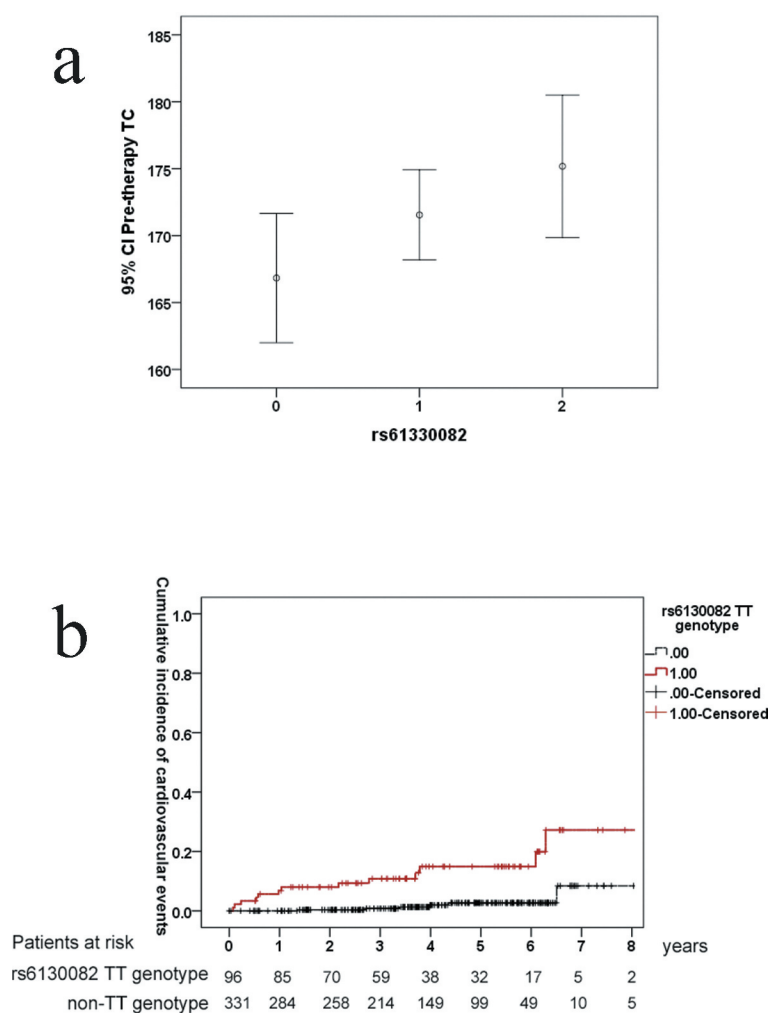 a
185
180
175
170
165
160
95% CI Pre-therapy TC
0 1 2
rs61330082
b
Cumulative incidence of cardiovascular events
1.0
0.8
0.6
0.4
0.2
0.0
rs6130082 TT
genotype
.00
1.00
.00-Censored
1.00-Censored
0 1 2 3 4 5 6 7 8 years
Patients at risk
rs6130082 TT genotype 96 85 70 59 38 32 17 5 2
non-TT genotype 331 284 258 214 149 99 49 10 5